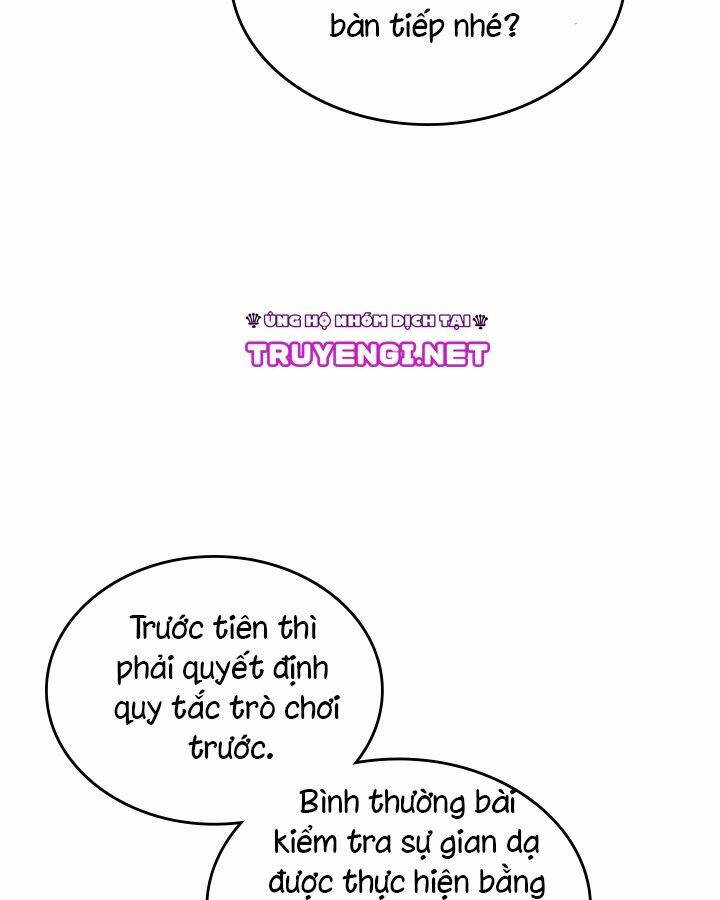 bàn tiếp nhé?
ỦNG HỘ NHÓM DỊCH TẠI
TRUYENGI.NET
Trước tiên thì
phải quyết định
quy tắc trò chơi
trước.
Bình thường bài
kiểm tra sự gian dạ
được thực hiện bằng